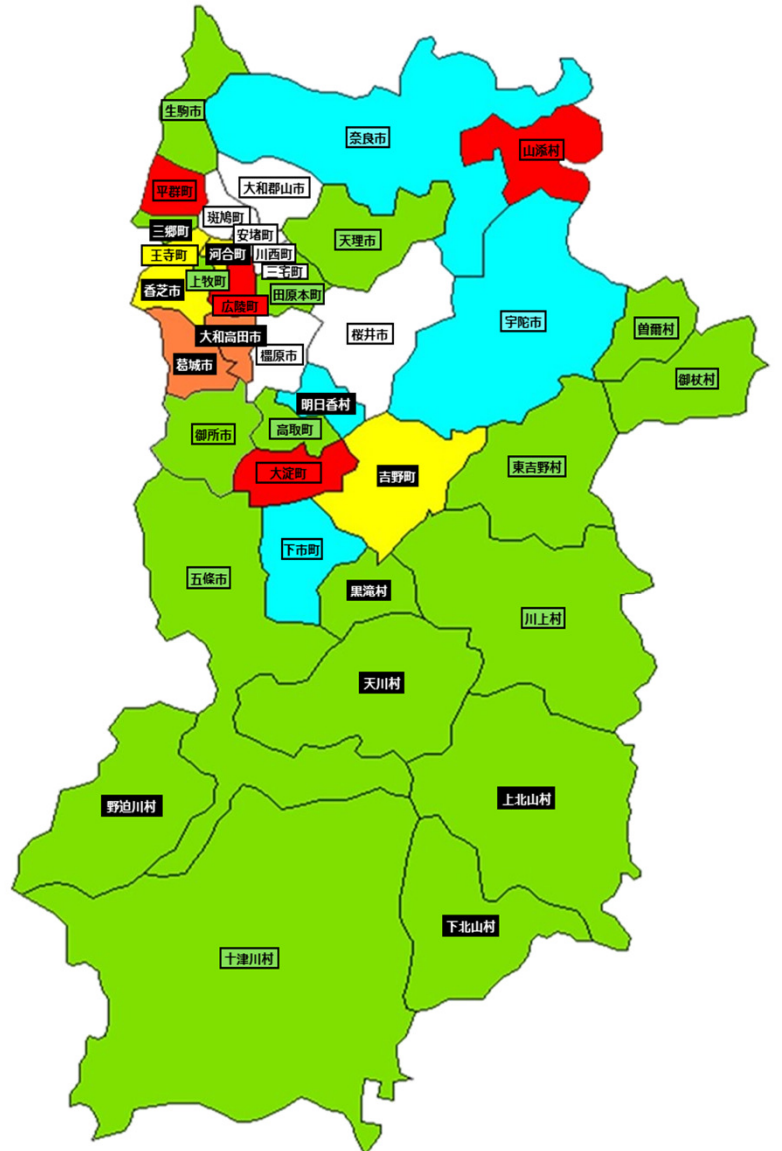 生駒市
奈良市
山添村
平群町
大和郡山市
斑鳩町
三郷町
安堵町
天理市
王寺町
河合町
川西町
三宅町
香芝市
上牧町
田原本町
広陵町
宇陀市
曽爾村
大和高田市
桜井市
橿原市
御杖村
葛城市
明日香村
高取町
御所市
東吉野村
大淀町
吉野町
下市町
五條市
黒滝村
川上村
天川村
野迫川村
上北山村
下北山村
十津川村